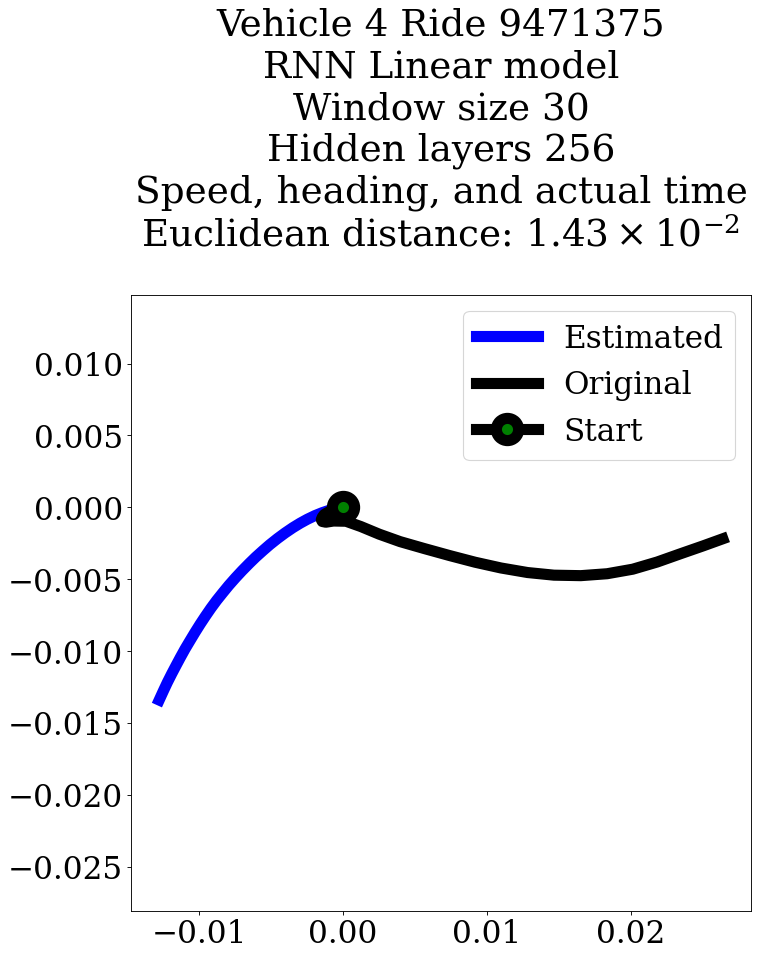 Vehicle 4 Ride 9471375
RNN Linear model
Window size 30
Hidden layers 256
Speed, heading, and actual time
Euclidean distance: 1.43 × 10⁻²
Estimated
Original
Start
0.010
0.005
0.000
−0.005
−0.010
−0.015
−0.020
−0.025
−0.01 0.00 0.01 0.02